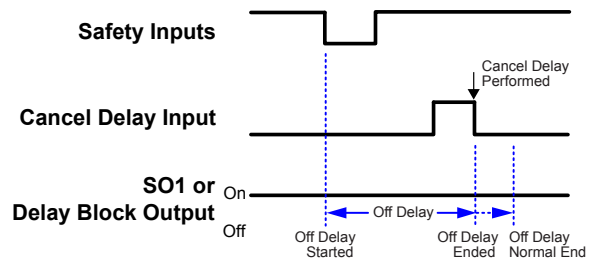 Safety Inputs
Cancel Delay
Performed
Cancel Delay Input
SO1 or
Delay Block Output
On
Off
Off Delay
Off Delay
Started
Off Delay
Ended
Off Delay
Normal End